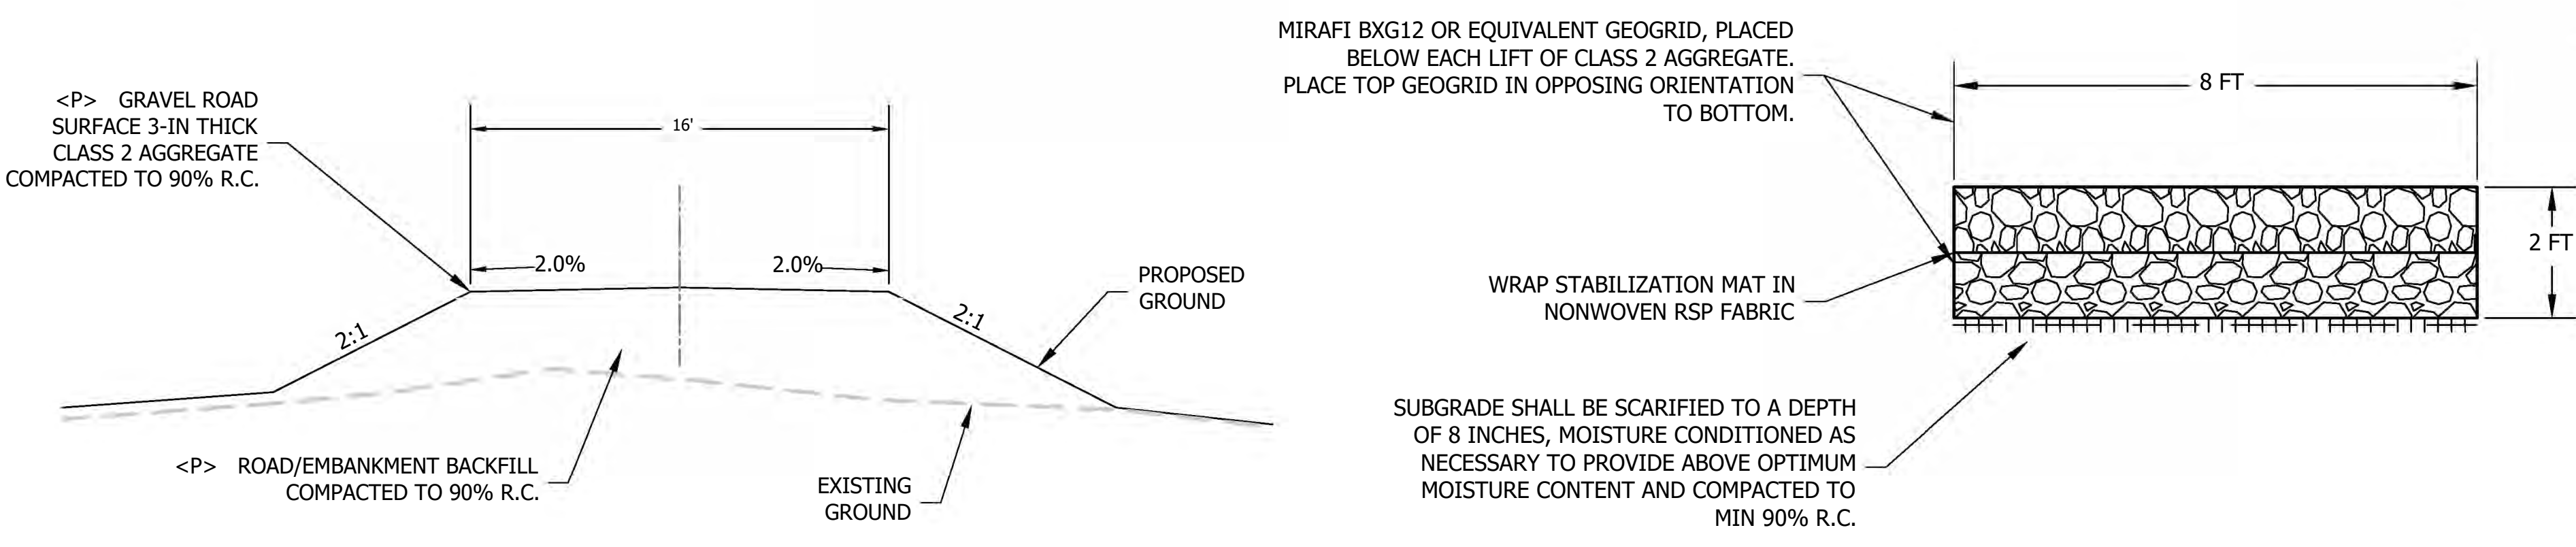 <P> GRAVEL ROAD
SURFACE 3-IN THICK
CLASS 2 AGGREGATE
COMPACTED TO 90% R.C.
16'
2.0%
2.0%
2:1
2:1
PROPOSED
GROUND
<P> ROAD/EMBANKMENT BACKFILL
COMPACTED TO 90% R.C.
EXISTING
GROUND
MIRAFI BXG12 OR EQUIVALENT GEOGRID, PLACED
BELOW EACH LIFT OF CLASS 2 AGGREGATE.
PLACE TOP GEOGRID IN OPPOSING ORIENTATION
TO BOTTOM.
8 FT
2 FT
WRAP STABILIZATION MAT IN
NONWOVEN RSP FABRIC
SUBGRADE SHALL BE SCARIFIED TO A DEPTH
OF 8 INCHES, MOISTURE CONDITIONED AS
NECESSARY TO PROVIDE ABOVE OPTIMUM
MOISTURE CONTENT AND COMPACTED TO
MIN 90% R.C.